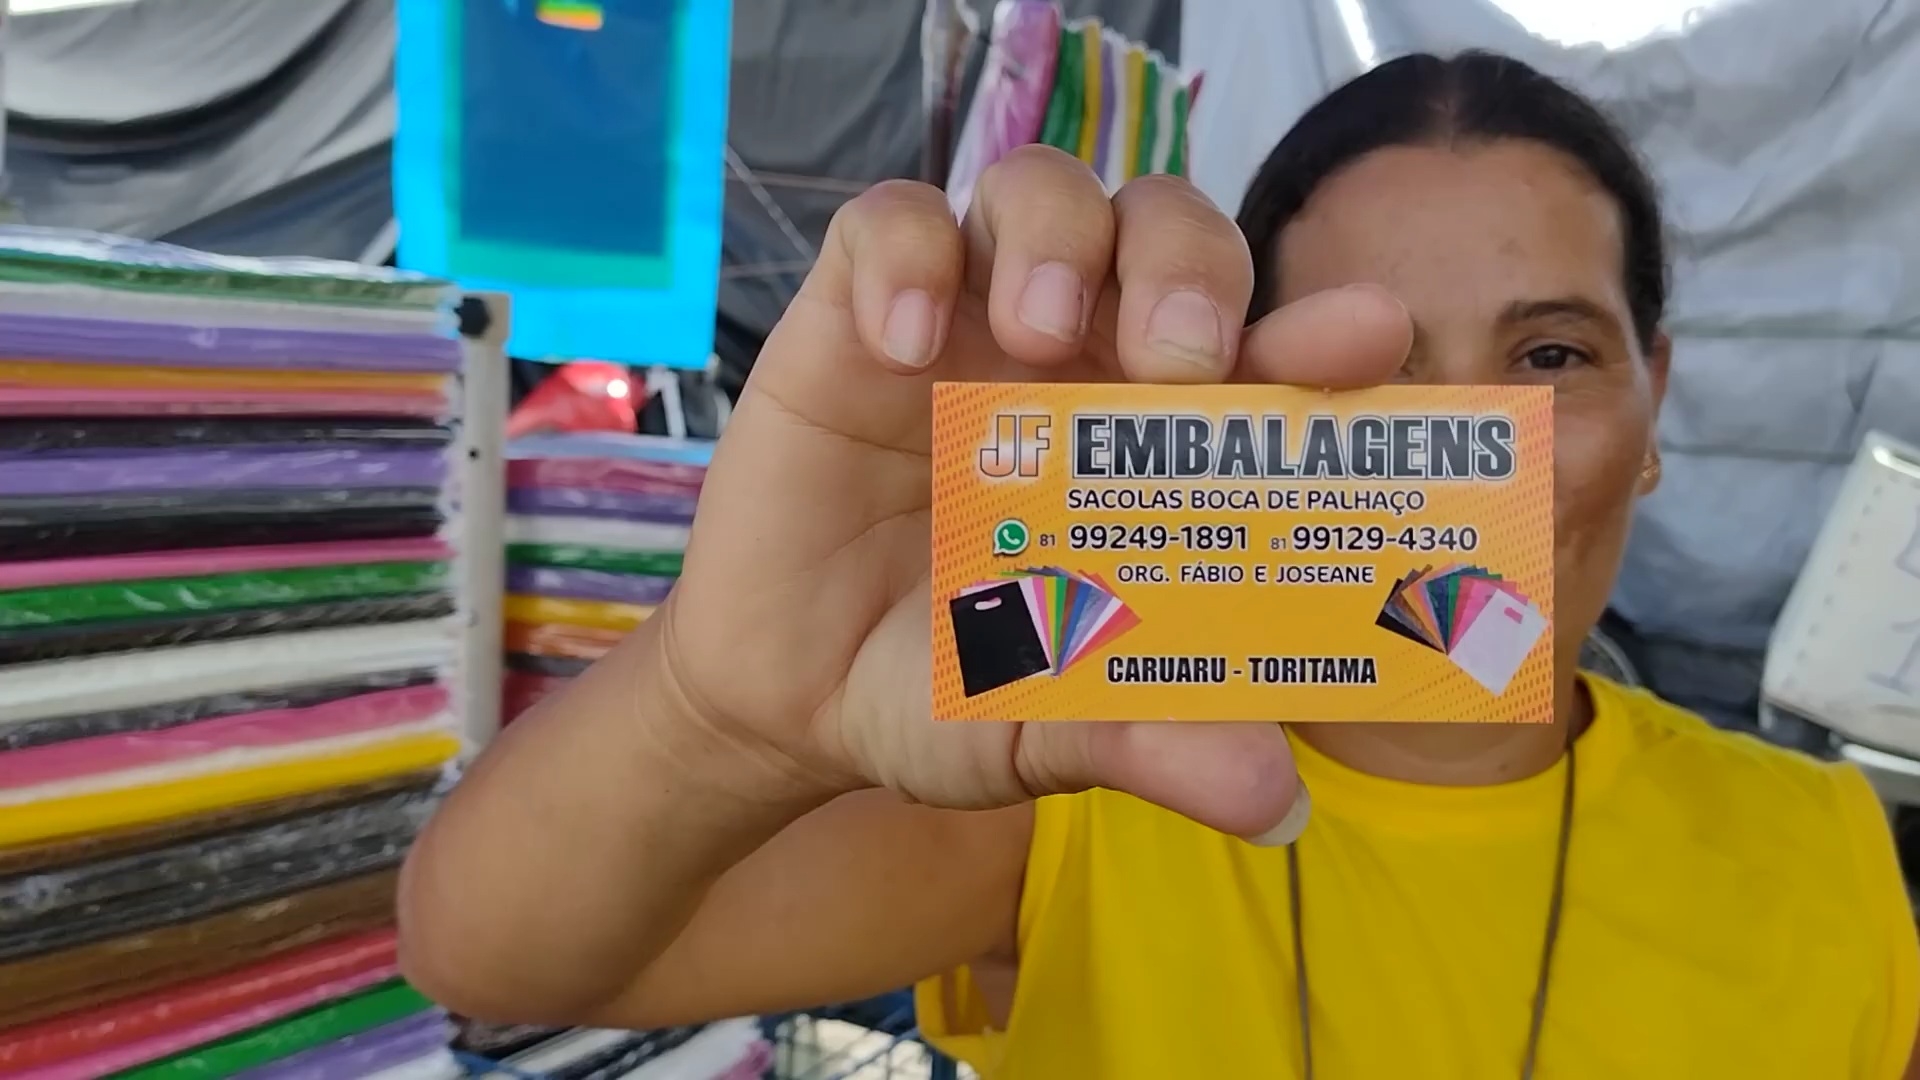 JF EMBALAGENS
SACOLAS BOCA DE PALHAÇO
81 99249-1891 81 99129-4340
ORG. FÁBIO E JOSEANE
CARUARU - TORITAMA